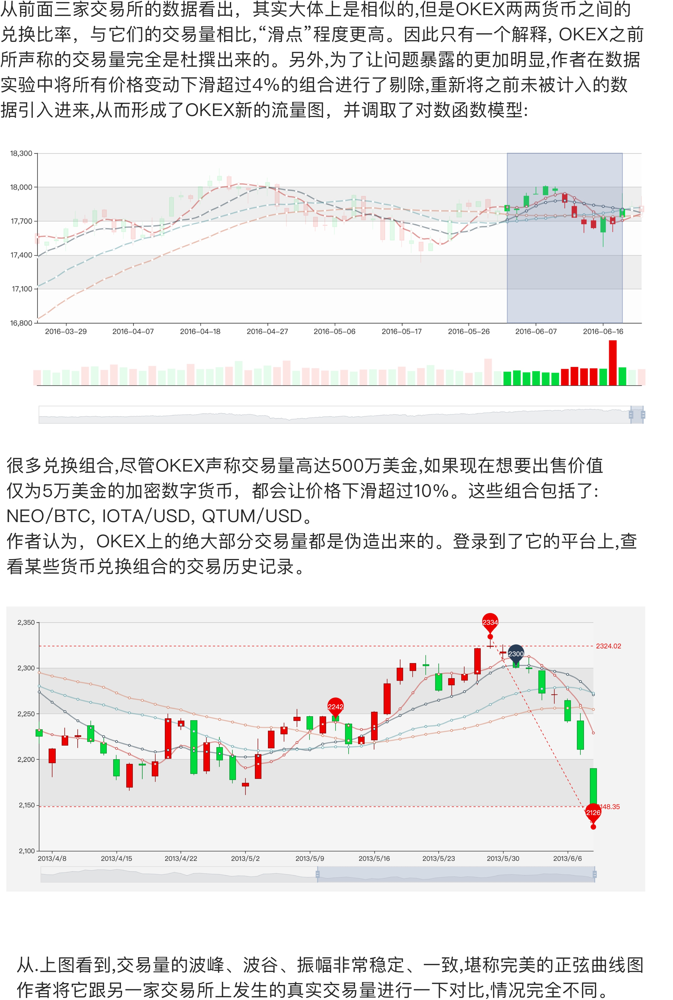 从前面三家交易所的数据看出，其实大体上是相似的,但是OKEX两两货币之间的
兑换比率，与它们的交易量相比,“滑点”程度更高。因此只有一个解释, OKEX之前
所声称的交易量完全是杜撰出来的。另外,为了让问题暴露的更加明显,作者在数据
实验中将所有价格变动下滑超过4%的组合进行了剔除,重新将之前未被计入的数
据引入进来,从而形成了OKEX新的流量图，并调取了对数函数模型:
18,300
18,000
17,700
17,400
17,100
16,800
2016-03-29 2016-04-07 2016-04-18 2016-04-27 2016-05-06 2016-05-17 2016-05-26 2016-06-07 2016-06-16
很多兑换组合,尽管OKEX声称交易量高达500万美金,如果现在想要出售价值
仅为5万美金的加密数字货币，都会让价格下滑超过10%。这些组合包括了:
NEO/BTC, IOTA/USD, QTUM/USD。
作者认为，OKEX上的绝大部分交易量都是伪造出来的。登录到了它的平台上,查
看某些货币兑换组合的交易历史记录。
2,350
2334
2324.02
2300
2,300
2,250
2242
2,200
2,150
148.35
2126
2,100
2013/4/8 2013/4/15 2013/4/22 2013/5/2 2013/5/9 2013/5/16 2013/5/23 2013/5/30 2013/6/6
从.上图看到,交易量的波峰、波谷、振幅非常稳定、一致,堪称完美的正弦曲线图
作者将它跟另一家交易所上发生的真实交易量进行一下对比,情况完全不同。